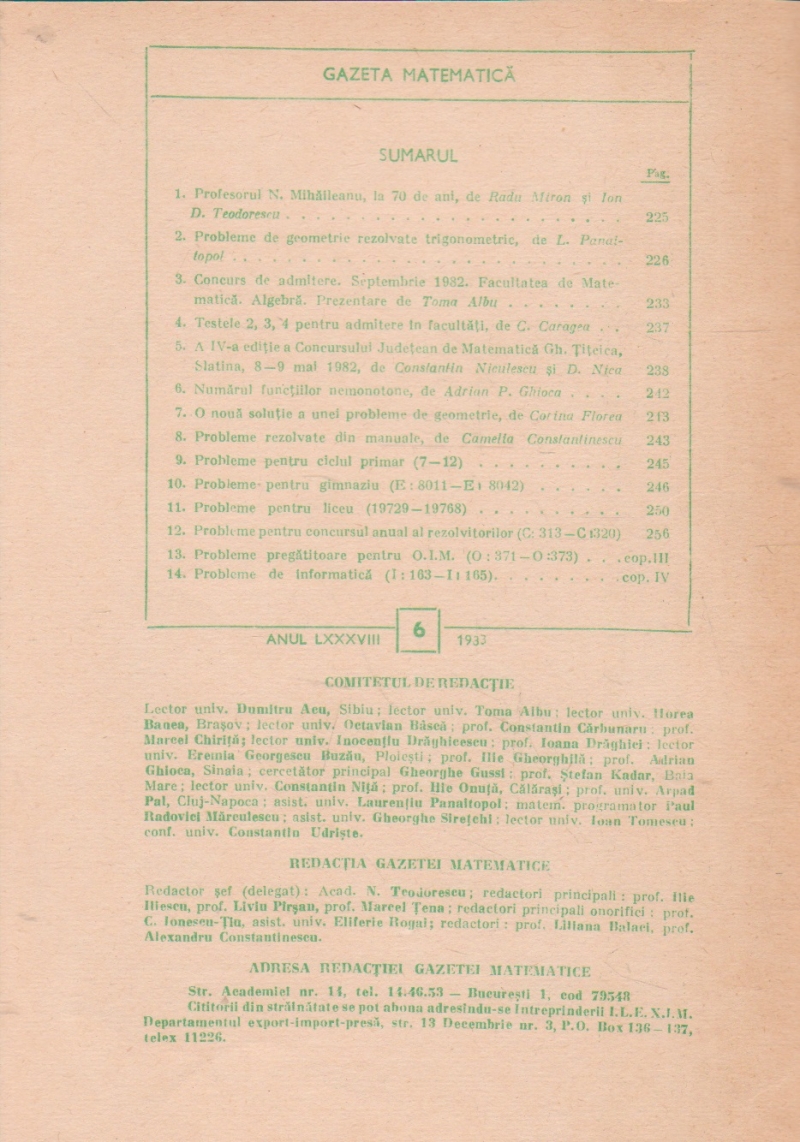 GAZETA MATEMATICĂ
SUMARUL
Pag.
1. Profesorul N. Mihăileanu, la 70 de ani, de Radu Miron și Ion
D. Teodorescu . . . . . . . . . . . . . . . . . . . . 225
2. Probleme de geometrie rezolvate trigonometric, de L. Panai-
topol . . . . . . . . . . . . . . . . . . . . . . . 226
3. Concurs de admitere. Septembrie 1982. Facultatea de Mate-
matică. Algebră. Prezentare de Toma Albu . . . . . . . . 233
4. Testele 2, 3, 4 pentru admitere în facultăți, de C. Caragea . . 237
5. A IV-a ediție a Concursului Județean de Matematică Gh. Țițeica,
Slatina, 8—9 mai 1982, de Constantin Niculescu și D. Nica 238
6. Numărul funcțiilor nemonotone, de Adrian P. Ghioca . . . . 242
7. O nouă soluție a unei probleme de geometrie, de Corina Florea 243
8. Probleme rezolvate din manuale, de Camelia Constantinescu 243
9. Probleme pentru ciclul primar (7—12) . . . . . . . . . . 245
10. Probleme pentru gimnaziu (E : 8011—E : 8042) . . . . . . 246
11. Probleme pentru liceu (19729—19768) . . . . . . . . . . 250
12. Probleme pentru concursul anual al rezolvitorilor (C: 313—C:320) 256
13. Probleme pregătitoare pentru O.I.M. (O : 371—O :373) . . .cop.III
14. Probleme de informatică (I : 163—I : 165). . . . . . . . .cop. IV
ANUL LXXXVIII 6 1983
COMITETUL DE REDACȚIE
Lector univ. Dumitru Acu, Sibiu; lector univ. Toma Albu; lector univ. Horea
Banea, Brașov; lector univ. Octavian Bâscă; prof. Constantin Cărbunaru; prof.
Marcel Chiriță; lector univ. Inocențiu Drăghicescu; prof. Ioana Drăghici; lector
univ. Eremia Georgescu Buzău, Ploiești; prof. Ilie Gheorghilă; prof. Adrian
Ghioca, Sinaia; cercetător principal Gheorghe Gussi; prof. Ștefan Kadar, Baia
Mare; lector univ. Constantin Niță; prof. Ilie Onuță, Călărași; prof. univ. Arpad
Pal, Cluj-Napoca; asist. univ. Laurențiu Panaitopol; matem. programator Paul
Radovici Mărculescu; asist. univ. Gheorghe Sirețchi; lector univ. Ioan Tomescu;
conf. univ. Constantin Udriște.
REDACȚIA GAZETEI MATEMATICE
Redactor șef (delegat): Acad. N. Teodorescu; redactori principali: prof. Ilie
Iliescu, prof. Liviu Pîrșan, prof. Marcel Țena; redactori principali onorifici: prof.
C. Ionescu-Țiu, asist. univ. Eliferie Rogai; redactori: prof. Liliana Balaci, prof.
Alexandru Constantinescu.
ADRESA REDACȚIEI GAZETEI MATEMATICE
Str. Academiei nr. 14, tel. 14.46.53 — București 1, cod 79548
Cititorii din străinătate se pot abona adresîndu-se întreprinderii I.L.E.X.I.M.
Departamentul export-import-presă, str. 13 Decembrie nr. 3, P.O. Box 136—137,
telex 11226.